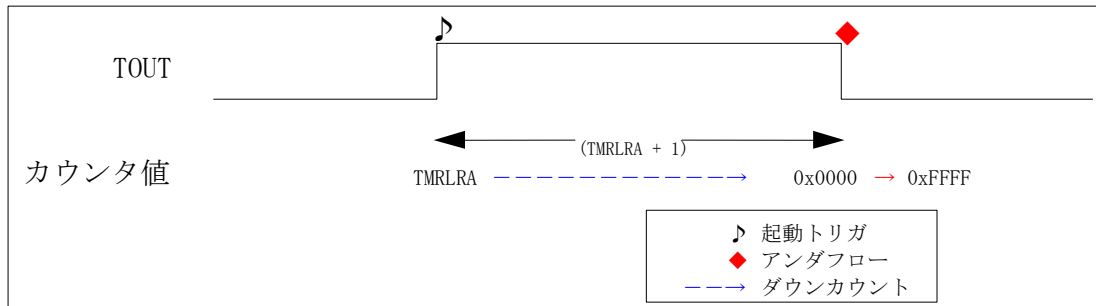 ♪
◆
TOUT
(TMRLRA + 1)
カウンタ値
TMRLRA −−−→ 0x0000 → 0xFFFF
♪ 起動トリガ
◆ アンダフロー
−−−→ ダウンカウント